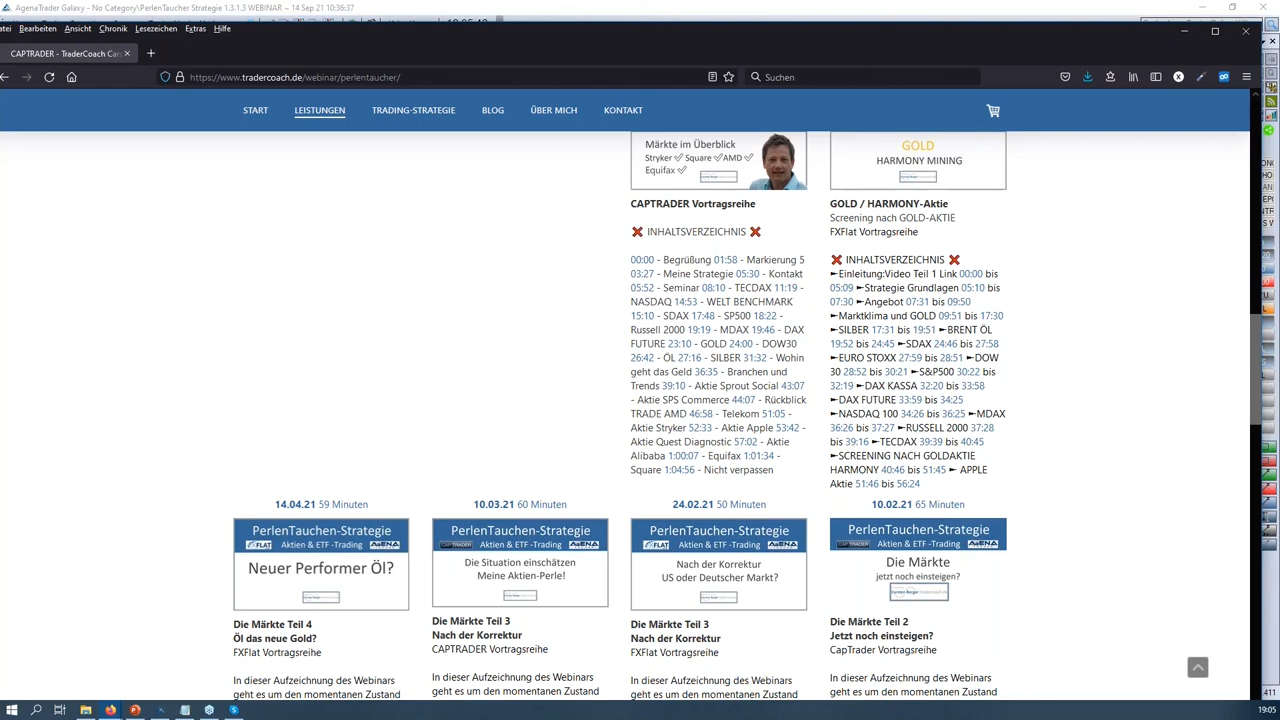 AgenaTrader Galaxy - No Category\PerlenTaucher Strategie 1.3.1.3 WEBINAR ~ 14 Sep 21 @ 10:36:37
Bearbeiten Ansicht Chronik Lesezeichen Extras Hilfe
CAPTRADER - TraderCoach Car
https://www.tradercoach.de/webinar/perlentaucher/
Suchen
START LEISTUNGEN TRADING-STRATEGIE BLOG ÜBER MICH KONTAKT
Märkte im Überblick
Stryker ✓ Square ✓ AMD ✓
Equifax ✓
CAPTRADER Vortragsreihe
❌ INHALTSVERZEICHNIS ❌
00:00 - Begrüßung 01:58 - Markierung 5
03:27 - Meine Strategie 05:30 - Kontakt
05:52 - Seminar 08:10 - TECDAX 11:19 -
NASDAQ 14:53 - WELT BENCHMARK
15:10 - SDAX 17:48 - SP500 18:22 -
Russell 2000 19:19 - MDAX 19:46 - DAX
FUTURE 23:10 - GOLD 24:00 - DOW30
26:42 - ÖL 27:16 - SILBER 31:32 - Wohin
geht das Geld 36:35 - Branchen und
Trends 39:10 - Aktie Sprout Social 43:07
- Aktie SPS Commerce 44:07 - Rückblick
TRADE AMD 46:58 - Telekom 51:05 -
Aktie Stryker 52:33 - Aktie Apple 53:42 -
Aktie Quest Diagnostic 57:02 - Aktie
Alibaba 1:00:07 - Equifax 1:01:34 -
Square 1:04:56 - Nicht verpassen
GOLD
HARMONY MINING
GOLD / HARMONY-Aktie
Screening nach GOLD-AKTIE
FXFlat Vortragsreihe
❌ INHALTSVERZEICHNIS ❌
►Einleitung:Video Teil 1 Link 00:00 bis
05:09 ►Strategie Grundlagen 05:10 bis
07:30 ►Angebot 07:31 bis 09:50
►Marktklima und GOLD 09:51 bis 17:30
►SILBER 17:31 bis 19:51 ►BRENT ÖL
19:52 bis 24:45 ►SDAX 24:46 bis 27:58
►EURO STOXX 27:59 bis 28:51 ►DOW
30 28:52 bis 30:21 ►S&P500 30:22 bis
32:19 ►DAX KASSA 32:20 bis 33:58
►DAX FUTURE 33:59 bis 34:25
►NASDAQ 100 34:26 bis 36:25 ►MDAX
36:26 bis 37:27 ►RUSSELL 2000 37:28
bis 39:16 ►TECDAX 39:39 bis 40:45
►SCREENING NACH GOLDAKTIE
HARMONY 40:46 bis 51:45 ► APPLE
Aktie 51:46 bis 56:24
14.04.21 59 Minuten
PerlenTauchen-Strategie
FLAT Aktien & ETF -Trading AGENA
Neuer Performer Öl?
Die Märkte Teil 4
Öl das neue Gold?
FXFlat Vortragsreihe
In dieser Aufzeichnung des Webinars
geht es um den momentanen Zustand
10.03.21 60 Minuten
PerlenTauchen-Strategie
CAPTRADER Aktien & ETF -Trading AGENA
Die Situation einschätzen
Meine Aktien-Perle!
Die Märkte Teil 3
Nach der Korrektur
CAPTRADER Vortragsreihe
In dieser Aufzeichnung des Webinars
geht es um den momentanen Zustand
24.02.21 50 Minuten
PerlenTauchen-Strategie
FLAT Aktien & ETF -Trading AGENA
Nach der Korrektur
US oder Deutscher Markt?
Die Märkte Teil 3
Nach der Korrektur
FXFlat Vortragsreihe
In dieser Aufzeichnung des Webinars
geht es um den momentanen Zustand
10.02.21 65 Minuten
PerlenTauchen-Strategie
CAPTRADER Aktien & ETF -Trading AGENA
Die Märkte
jetzt noch einsteigen?
Die Märkte Teil 2
Jetzt noch einsteigen?
CapTrader Vortragsreihe
In dieser Aufzeichnung des Webinars
geht es um den momentanen Zustand
.411
19:05